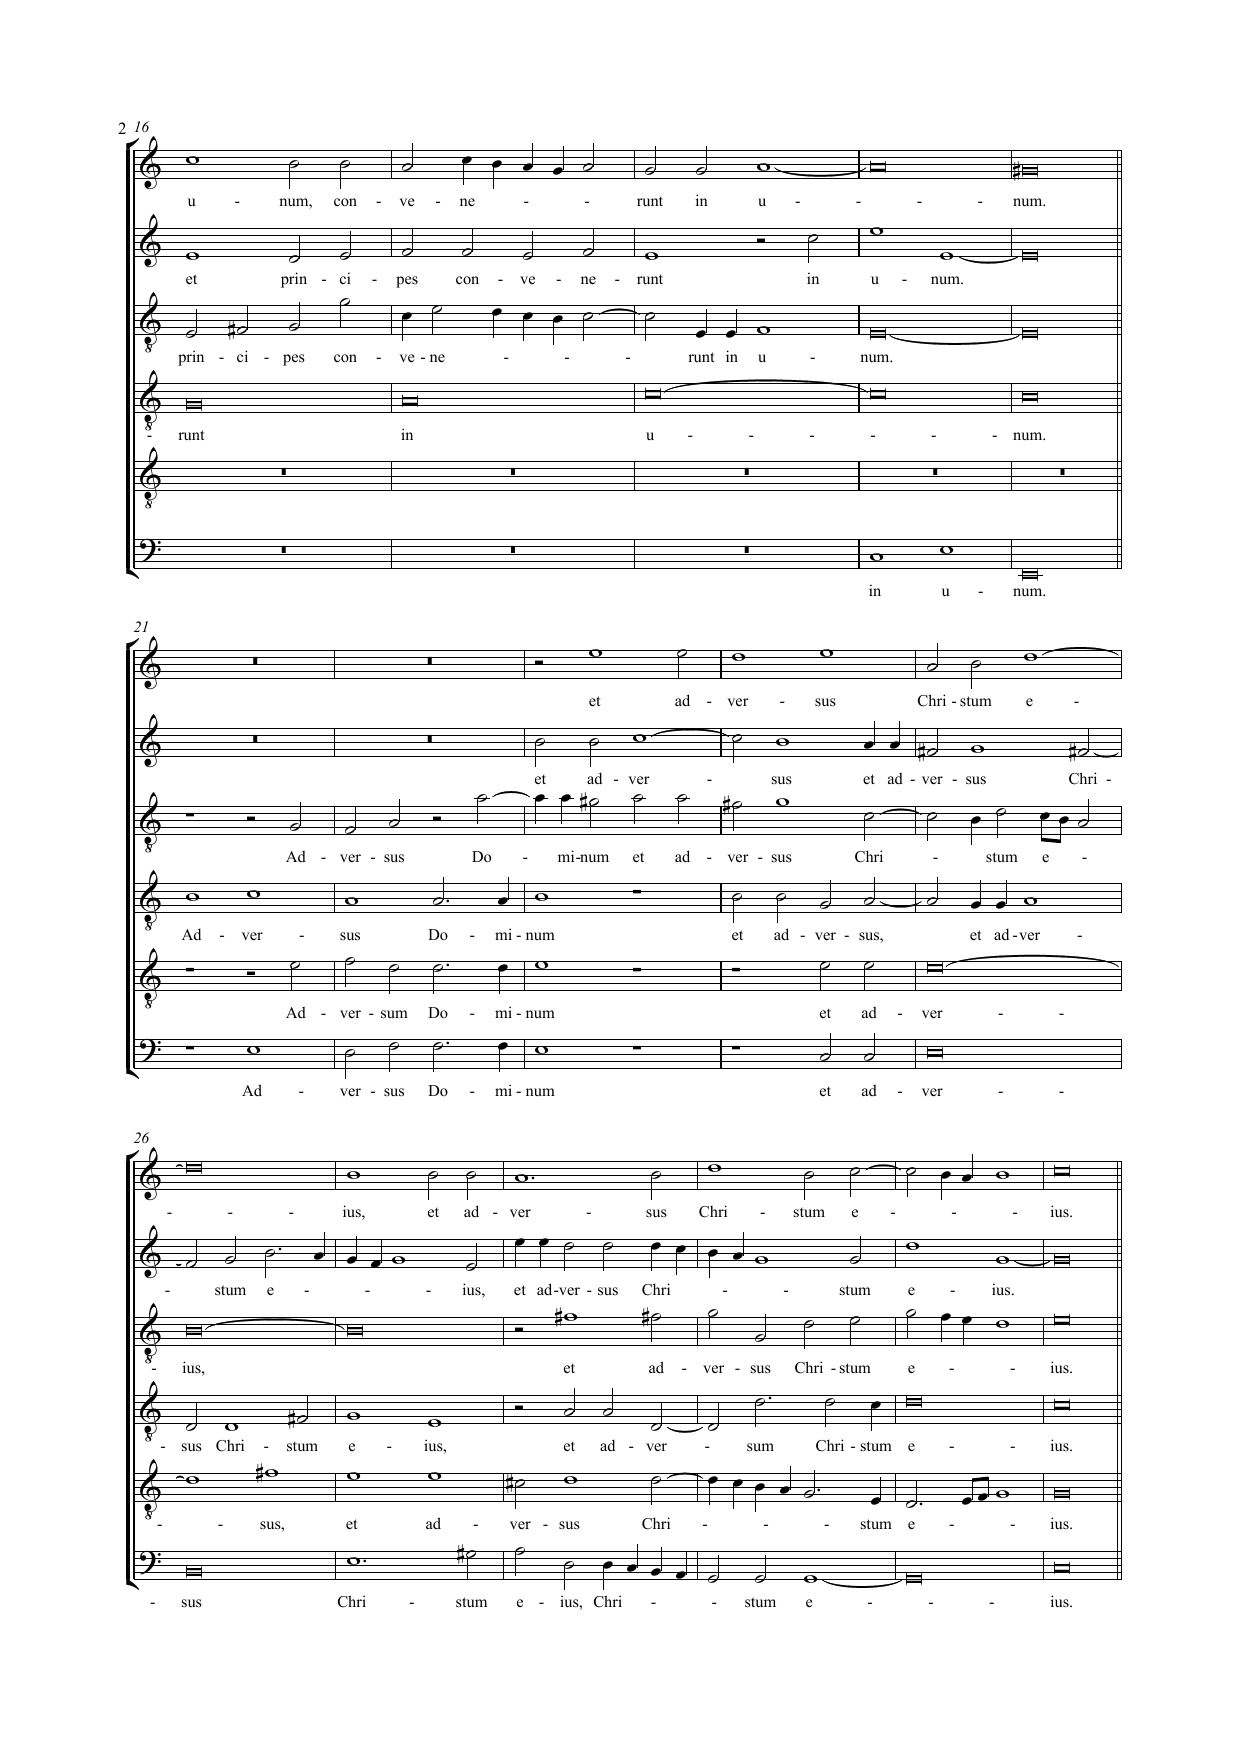 2 16
u - num, con - ve - ne - - - runt in u - - - - num.
et prin - ci - pes con - ve - ne - runt in u - num.
prin - ci - pes con - ve - ne - - - - runt in u - num.
- runt in u - - - - - - num.
in u - num.
21
et ad - ver - sus Chri - stum e -
et ad - ver - sus et ad - ver - sus Chri -
Ad - ver - sus Do - mi-num et ad - ver - sus Chri - stum e -
Ad - ver - sus Do - mi - num et ad - ver - sus, et ad - ver -
Ad - ver - sum Do - mi - num et ad - ver - -
Ad - ver - sus Do - mi - num et ad - ver - -
26
- - - ius, et ad - ver - sus Chri - stum e - - - ius.
- stum e - - - - ius, et ad-ver - sus Chri - - - stum e - ius.
- ius, et ad - ver - sus Chri - stum e - - ius.
- sus Chri - stum e - ius, et ad - ver - sum Chri - stum e - - ius.
- - sus, et ad - ver - sus Chri - - - stum e - - ius.
- sus Chri - stum e - ius, Chri - - stum e - - - ius.